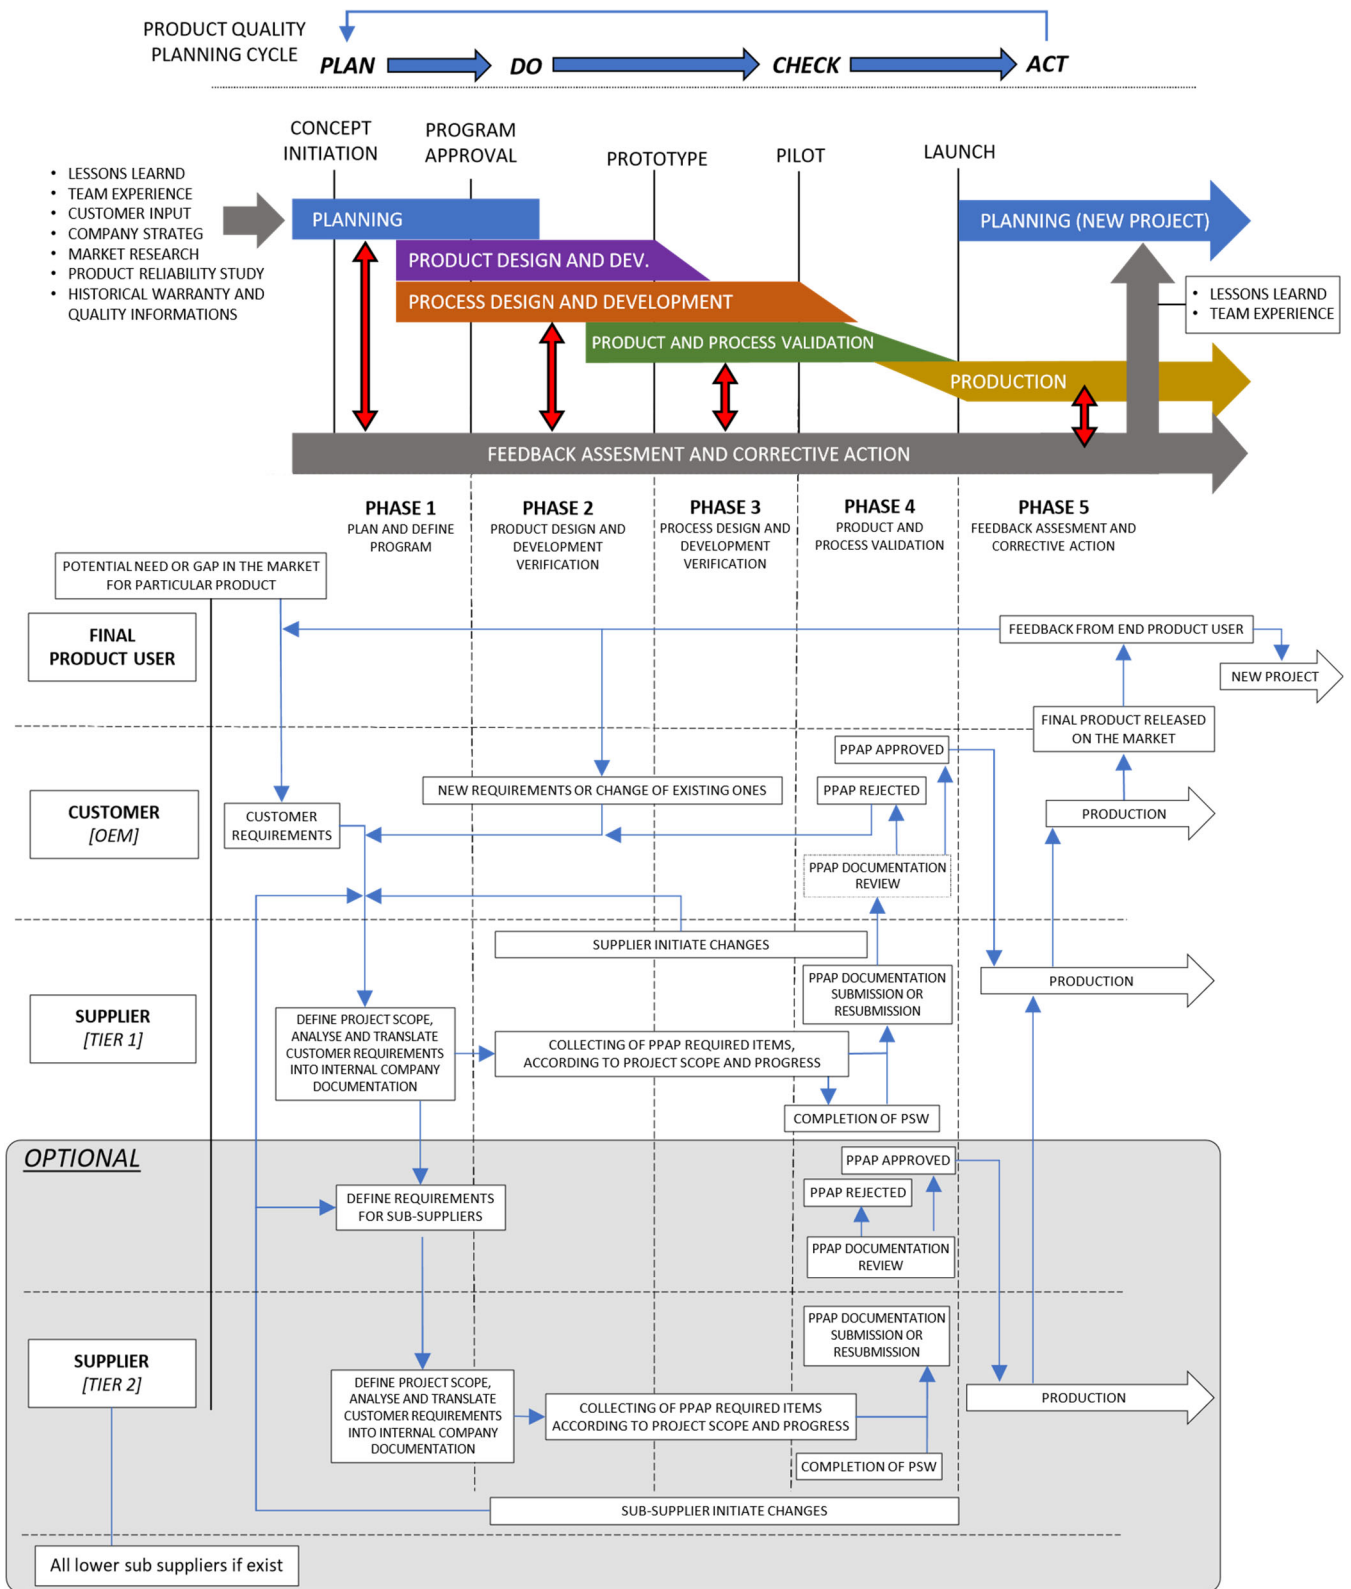 PRODUCT QUALITY
PLANNING CYCLE
PLAN
DO
CHECK
ACT
CONCEPT
INITIATION
PROGRAM
APPROVAL
PROTOTYPE
PILOT
LAUNCH
• LESSONS LEARND
• TEAM EXPERIENCE
• CUSTOMER INPUT
• COMPANY STRATEG
• MARKET RESEARCH
• PRODUCT RELIABILITY STUDY
• HISTORICAL WARRANTY AND
QUALITY INFORMATIONS
PLANNING
PLANNING (NEW PROJECT)
PRODUCT DESIGN AND DEV.
PROCESS DESIGN AND DEVELOPMENT
• LESSONS LEARND
• TEAM EXPERIENCE
PRODUCT AND PROCESS VALIDATION
PRODUCTION
FEEDBACK ASSESMENT AND CORRECTIVE ACTION
PHASE 1
PLAN AND DEFINE
PROGRAM
PHASE 2
PRODUCT DESIGN AND
DEVELOPMENT
VERIFICATION
PHASE 3
PROCESS DESIGN AND
DEVELOPMENT
VERIFICATION
PHASE 4
PRODUCT AND
PROCESS VALIDATION
PHASE 5
FEEDBACK ASSESMENT AND
CORRECTIVE ACTION
POTENTIAL NEED OR GAP IN THE MARKET
FOR PARTICULAR PRODUCT
FINAL
PRODUCT USER
FEEDBACK FROM END PRODUCT USER
NEW PROJECT
FINAL PRODUCT RELEASED
ON THE MARKET
PPAP APPROVED
CUSTOMER
[OEM]
CUSTOMER
REQUIREMENTS
NEW REQUIREMENTS OR CHANGE OF EXISTING ONES
PPAP REJECTED
PRODUCTION
PPAP DOCUMENTATION
REVIEW
SUPPLIER INITIATE CHANGES
PPAP DOCUMENTATION
SUBMISSION OR
RESUBMISSION
PRODUCTION
SUPPLIER
[TIER 1]
DEFINE PROJECT SCOPE,
ANALYSE AND TRANSLATE
CUSTOMER REQUIREMENTS
INTO INTERNAL COMPANY
DOCUMENTATION
COLLECTING OF PPAP REQUIRED ITEMS,
ACCORDING TO PROJECT SCOPE AND PROGRESS
COMPLETION OF PSW
OPTIONAL
PPAP APPROVED
PPAP REJECTED
DEFINE REQUIREMENTS
FOR SUB-SUPPLIERS
PPAP DOCUMENTATION
REVIEW
PPAP DOCUMENTATION
SUBMISSION OR
RESUBMISSION
SUPPLIER
[TIER 2]
DEFINE PROJECT SCOPE,
ANALYSE AND TRANSLATE
CUSTOMER REQUIREMENTS
INTO INTERNAL COMPANY
DOCUMENTATION
COLLECTING OF PPAP REQUIRED ITEMS
ACCORDING TO PROJECT SCOPE AND PROGRESS
PRODUCTION
COMPLETION OF PSW
SUB-SUPPLIER INITIATE CHANGES
All lower sub suppliers if exist